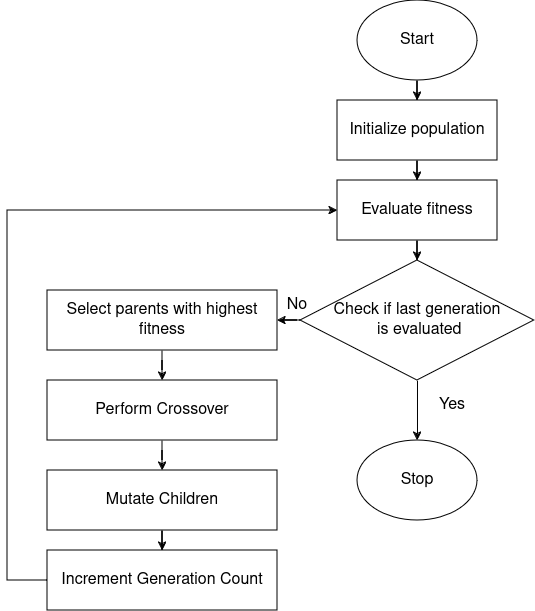 Start
Initialize population
Evaluate fitness
Check if last generation
is evaluated
No
Select parents with highest
fitness
Perform Crossover
Mutate Children
Increment Generation Count
Yes
Stop